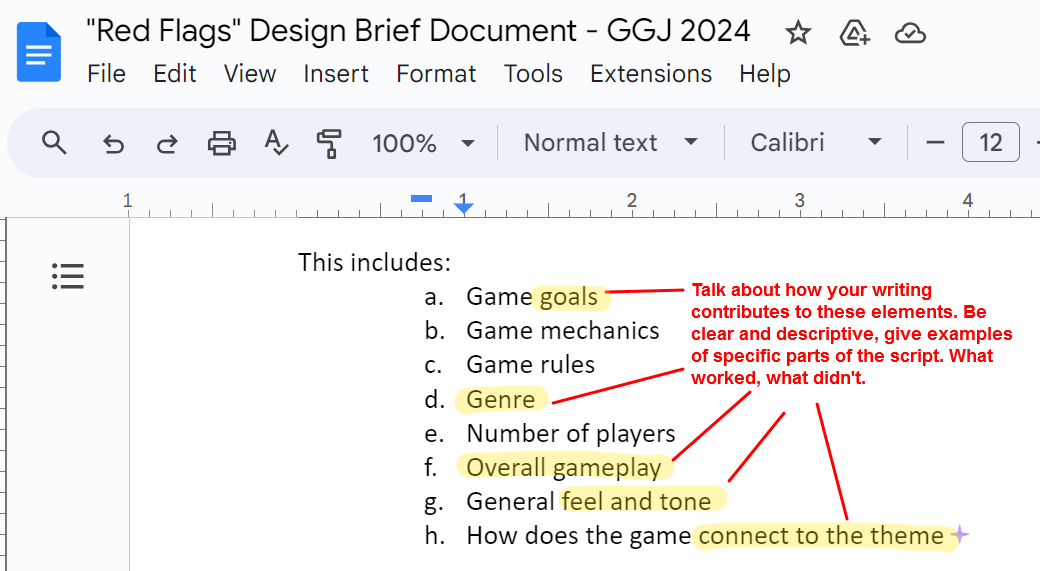 "Red Flags" Design Brief Document - GGJ 2024
File Edit View Insert Format Tools Extensions Help
100% Normal text Calibri 12
1 1 2 3 4
This includes:
a. Game goals
b. Game mechanics
c. Game rules
d. Genre
e. Number of players
f. Overall gameplay
g. General feel and tone
h. How does the game connect to the theme
Talk about how your writing
contributes to these elements. Be
clear and descriptive, give examples
of specific parts of the script. What
worked, what didn't.